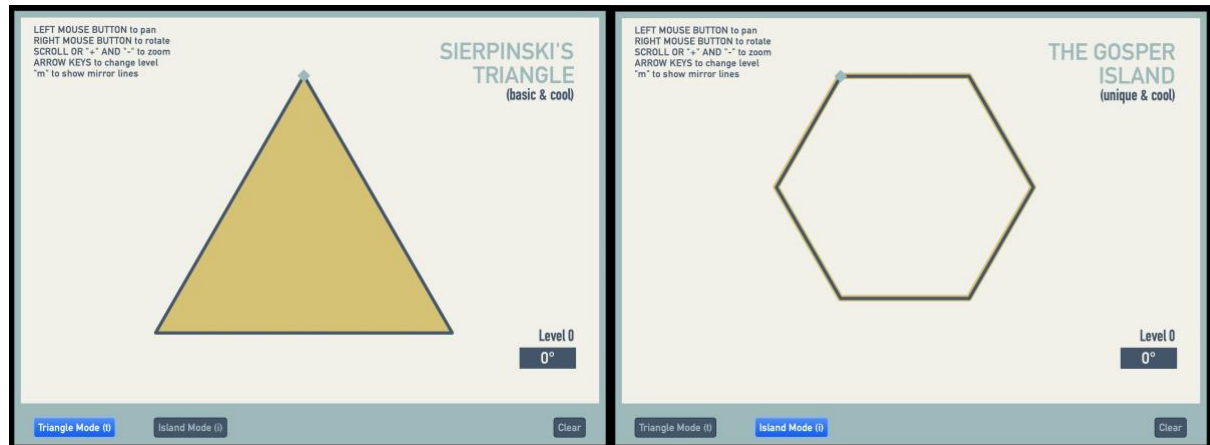 LEFT MOUSE BUTTON to pan
RIGHT MOUSE BUTTON to rotate
SCROLL OR "+" AND "-" to zoom
ARROW KEYS to change level
"m" to show mirror lines
SIERPINSKI'S
TRIANGLE
(basic & cool)
Level 0
0°
Triangle Mode (t)
Island Mode (i)
Clear
LEFT MOUSE BUTTON to pan
RIGHT MOUSE BUTTON to rotate
SCROLL OR "+" AND "-" to zoom
ARROW KEYS to change level
"m" to show mirror lines
THE GOSPER
ISLAND
(unique & cool)
Level 0
0°
Triangle Mode (t)
Island Mode (i)
Clear